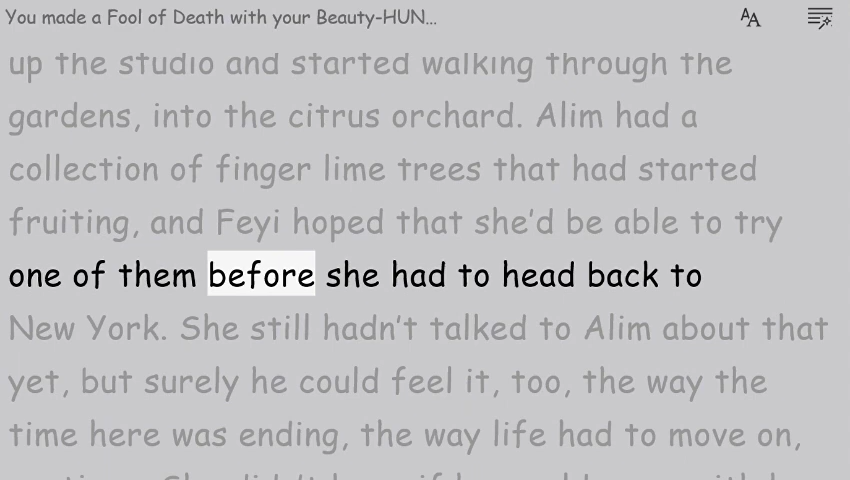 You made a Fool of Death with your Beauty-HUN...
up the studio and started walking through the
gardens, into the citrus orchard. Alim had a
collection of finger lime trees that had started
fruiting, and Feyi hoped that she'd be able to try
one of them before she had to head back to
New York. She still hadn't talked to Alim about that
yet, but surely he could feel it, too, the way the
time here was ending, the way life had to move on,